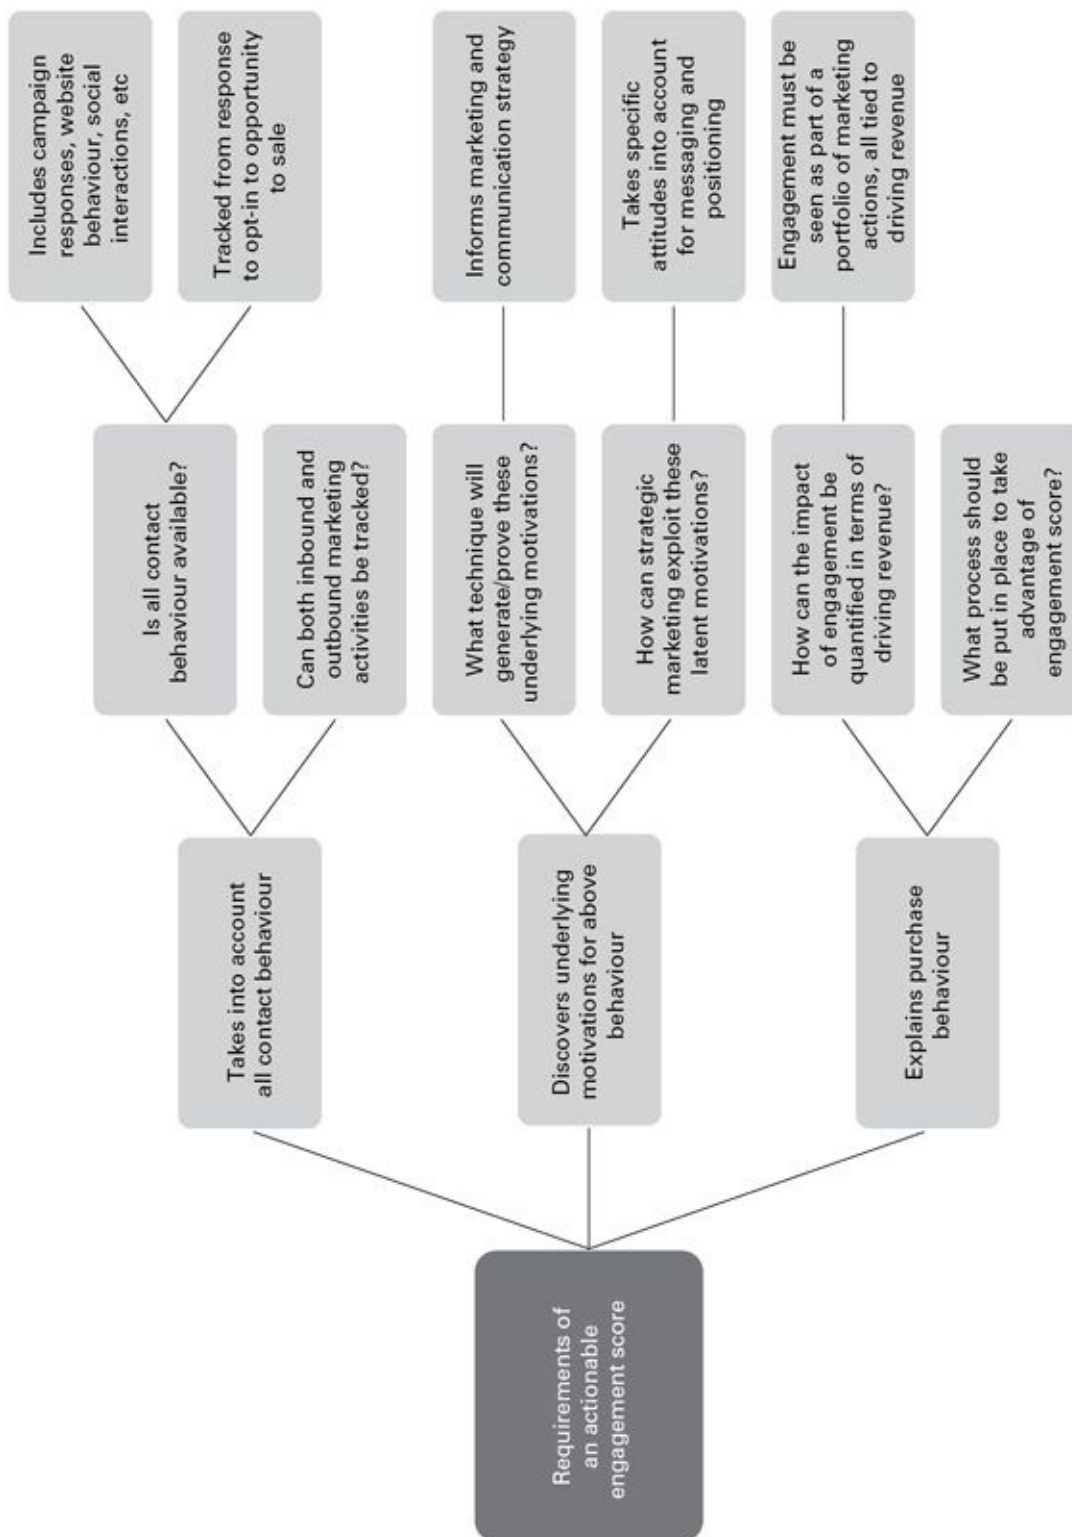 Requirements of
an actionable
engagement score
Takes into account
all contact behaviour
Discovers underlying
motivations for above
behaviour
Explains purchase
behaviour
Is all contact
behaviour available?
Can both inbound and
outbound marketing
activities be tracked?
What technique will
generate/prove these
underlying motivations?
How can strategic
marketing exploit these
latent motivations?
How can the impact
of engagement be
quantified in terms of
driving revenue?
What process should
be put in place to take
advantage of
engagement score?
Includes campaign
responses, website
behaviour, social
interactions, etc
Tracked from response
to opt-in to opportunity
to sale
Informs marketing and
communication strategy
Takes specific
attitudes into account
for messaging and
positioning
Engagement must be
seen as part of a
portfolio of marketing
actions, all tied to
driving revenue